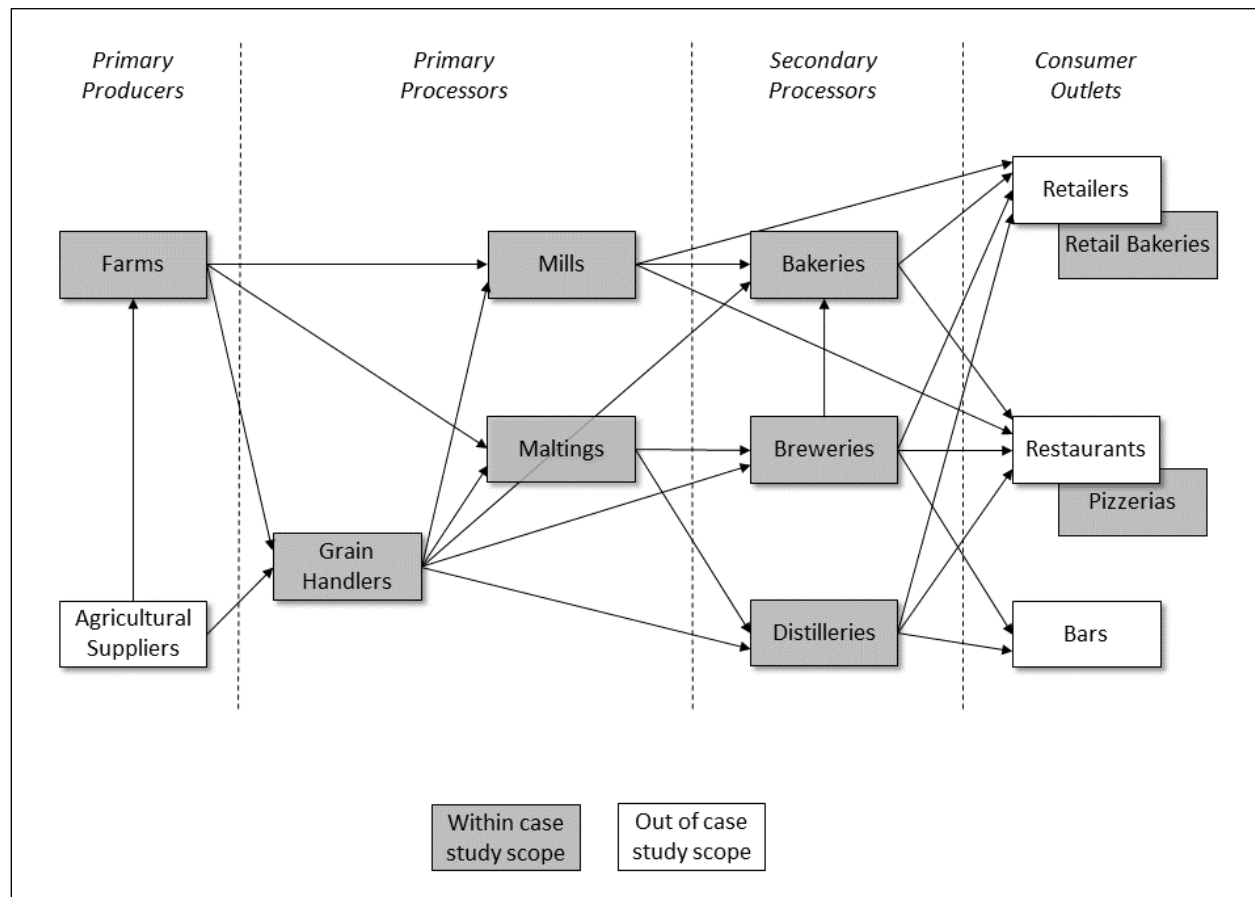 Primary
Producers
Primary
Processors
Secondary
Processors
Consumer
Outlets
Retailers
Retail Bakeries
Farms
Mills
Bakeries
Maltings
Breweries
Restaurants
Pizzerias
Grain
Handlers
Agricultural
Suppliers
Distilleries
Bars
Within case
study scope
Out of case
study scope